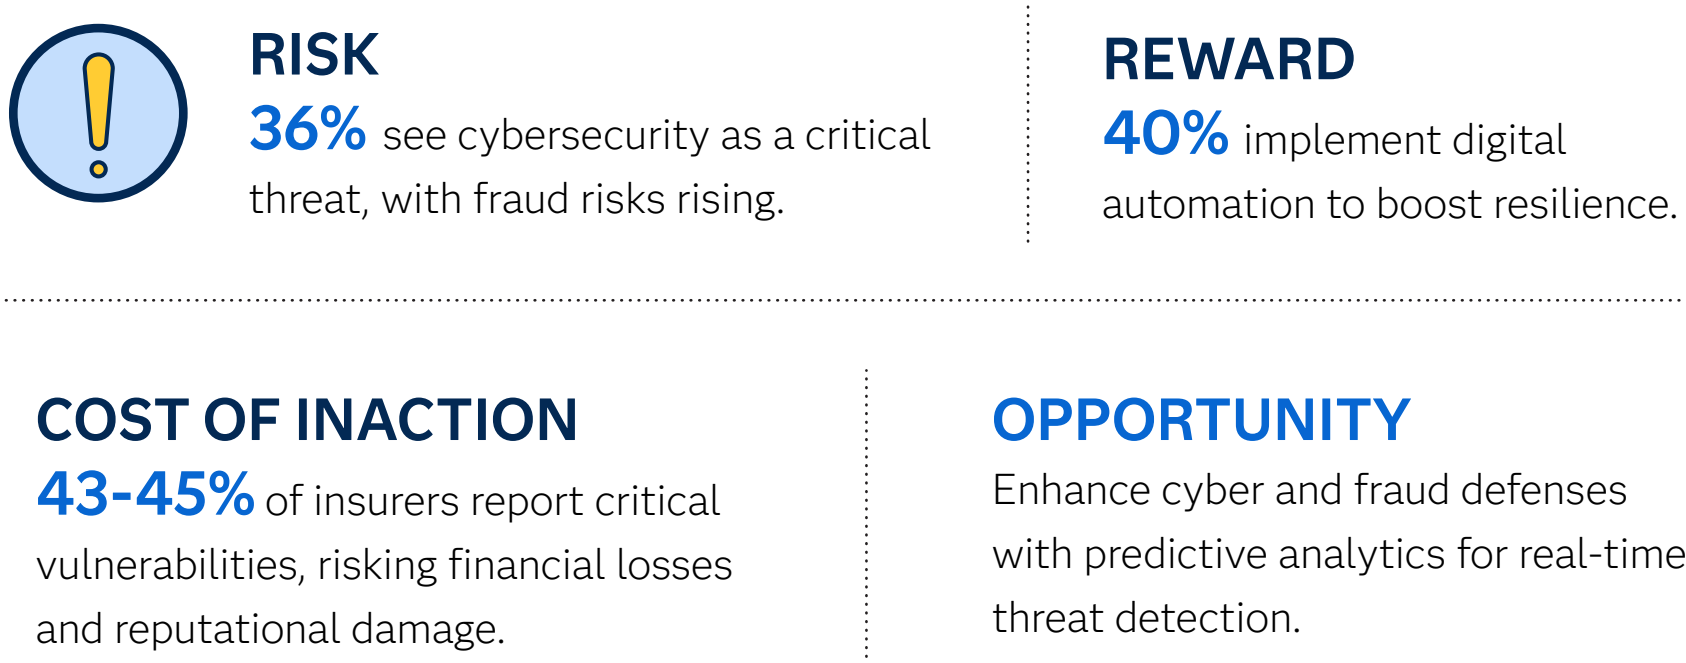 RISK
36% see cybersecurity as a critical
threat, with fraud risks rising.
REWARD
40% implement digital
automation to boost resilience.
COST OF INACTION
43-45% of insurers report critical
vulnerabilities, risking financial losses
and reputational damage.
OPPORTUNITY
Enhance cyber and fraud defenses
with predictive analytics for real-time
threat detection.